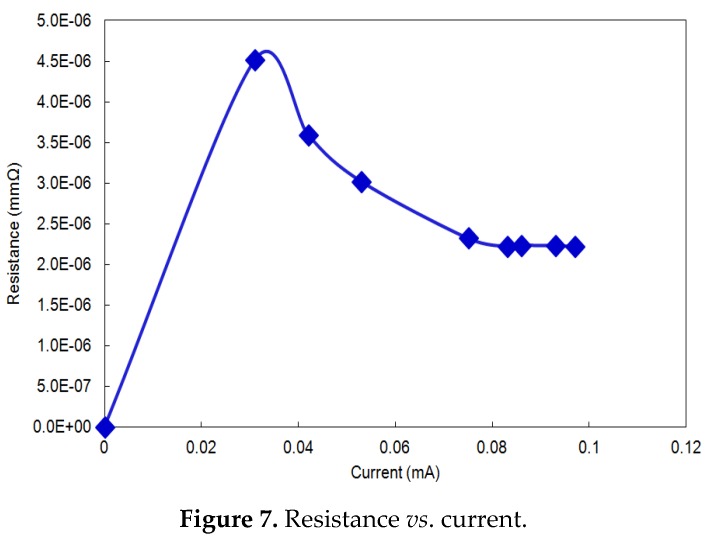 5.0E-06
4.5E-06
4.0E-06
3.5E-06
3.0E-06
2.5E-06
2.0E-06
1.5E-06
1.0E-06
5.0E-07
0.0E+00
Resistance (mmΩ)
0 0.02 0.04 0.06 0.08 0.1 0.12
Current (mA)
Figure 7. Resistance vs. current.